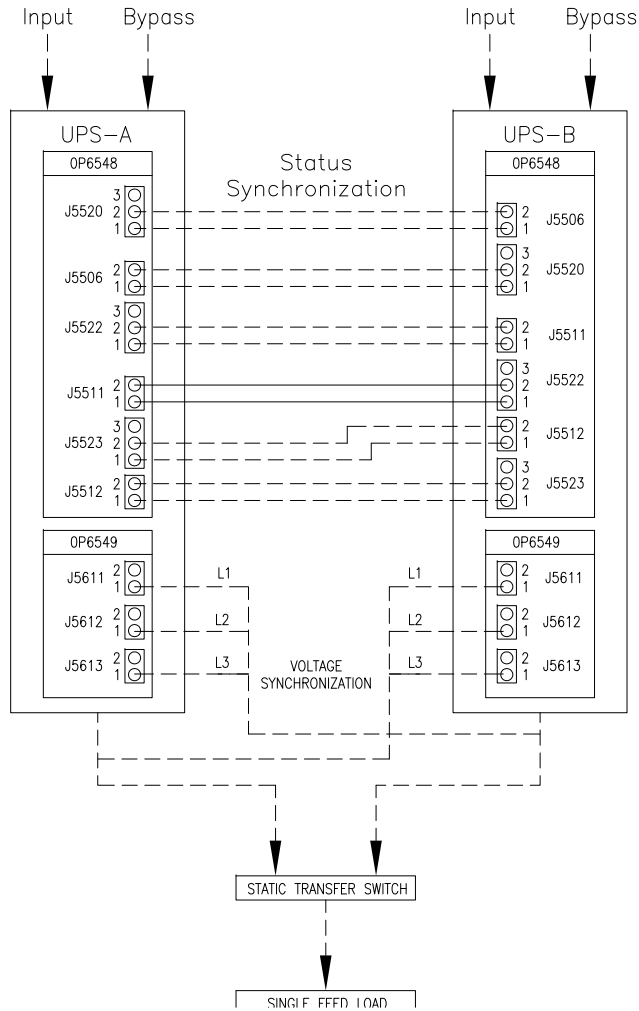 Input Bypass Input Bypass
UPS-A UPS-B
OP6548 OP6548
Status
Synchronization
3
J5520 2 2 J5506
1 1
3
J5506 2 2 J5520
1 1
3
J5522 2 2 J5511
1 1
3
J5511 2 2 J5522
1 1
3
J5523 2 2 J5512
1 1
3
J5512 2 2 J5523
1 1
OP6549 OP6549
J5611 2 L1 L1 2 J5611
1 1
J5612 2 L2 L2 2 J5612
1 1
J5613 2 L3 L3 2 J5613
1 1
VOLTAGE
SYNCHRONIZATION
STATIC TRANSFER SWITCH
SINGLE FEED LOAD